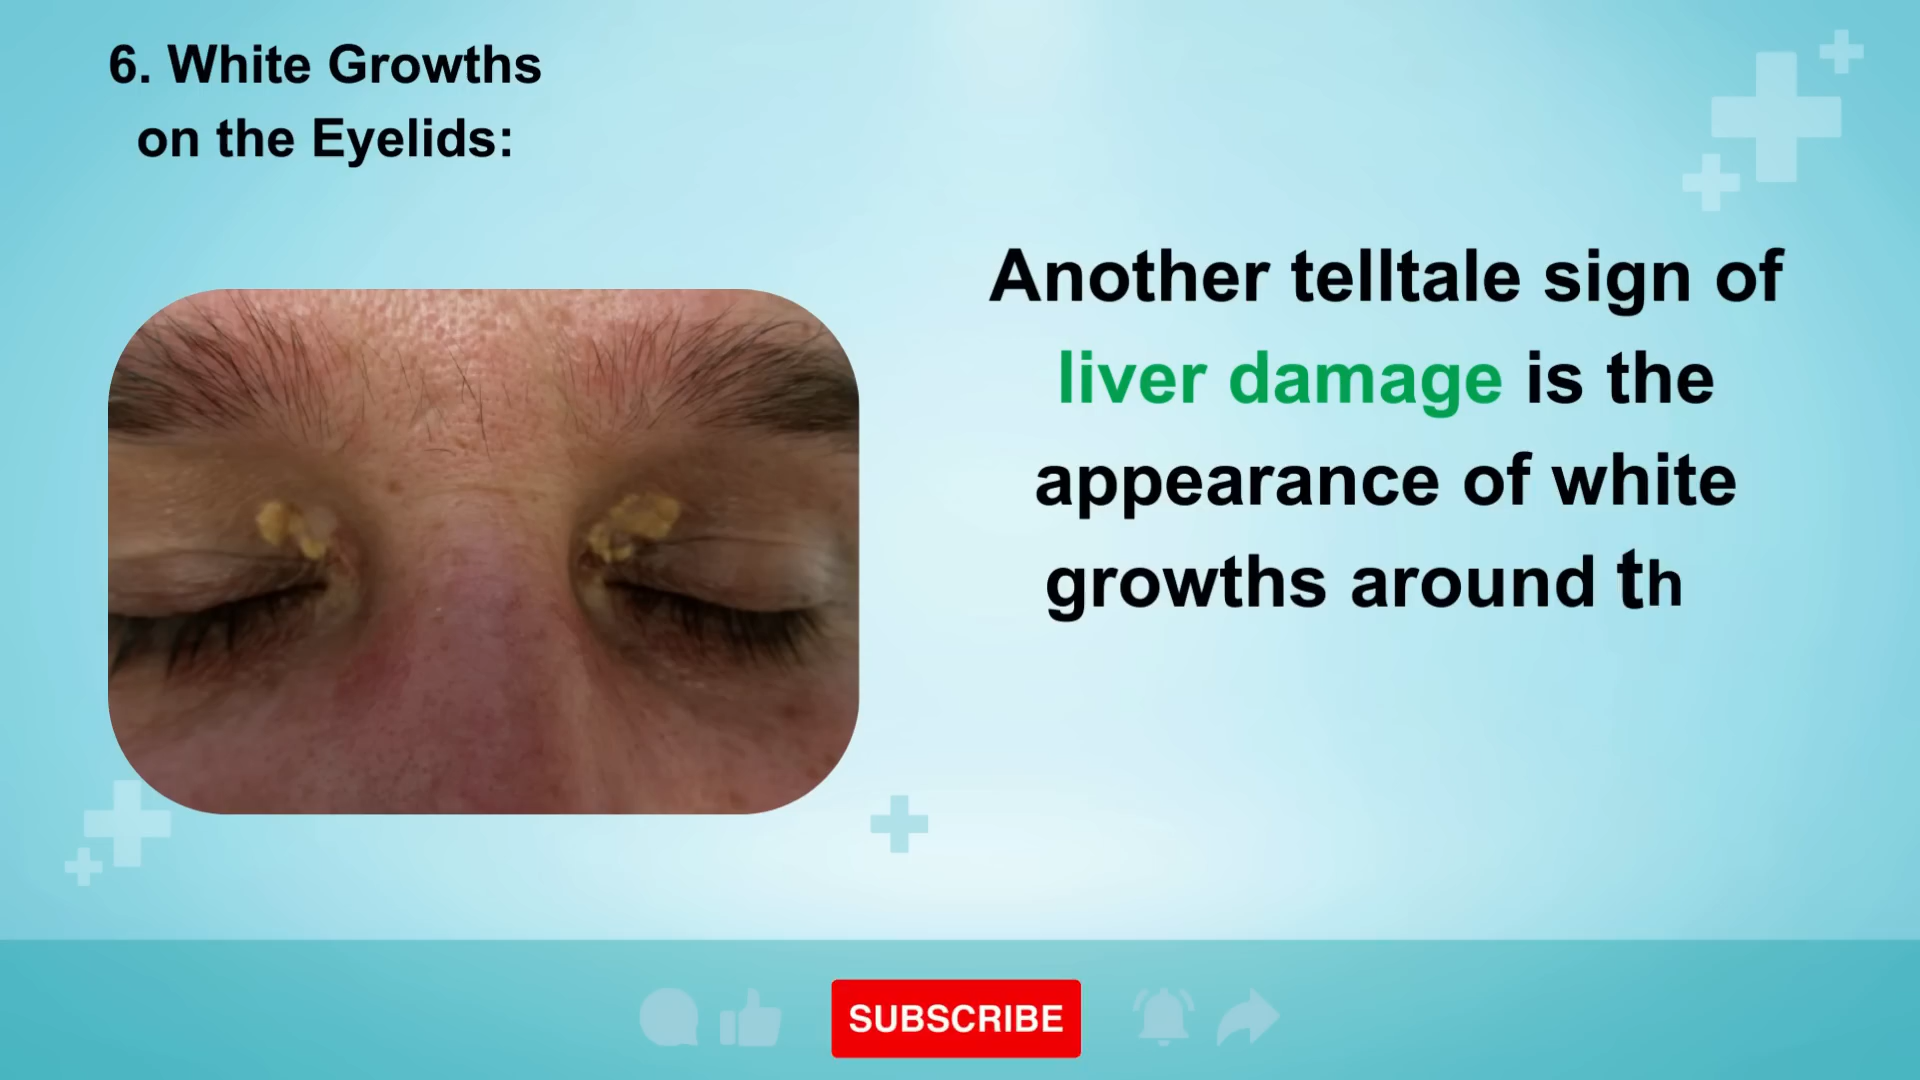 6. White Growths
on the Eyelids:
Another telltale sign of
liver damage is the
appearance of white
growths around th
SUBSCRIBE